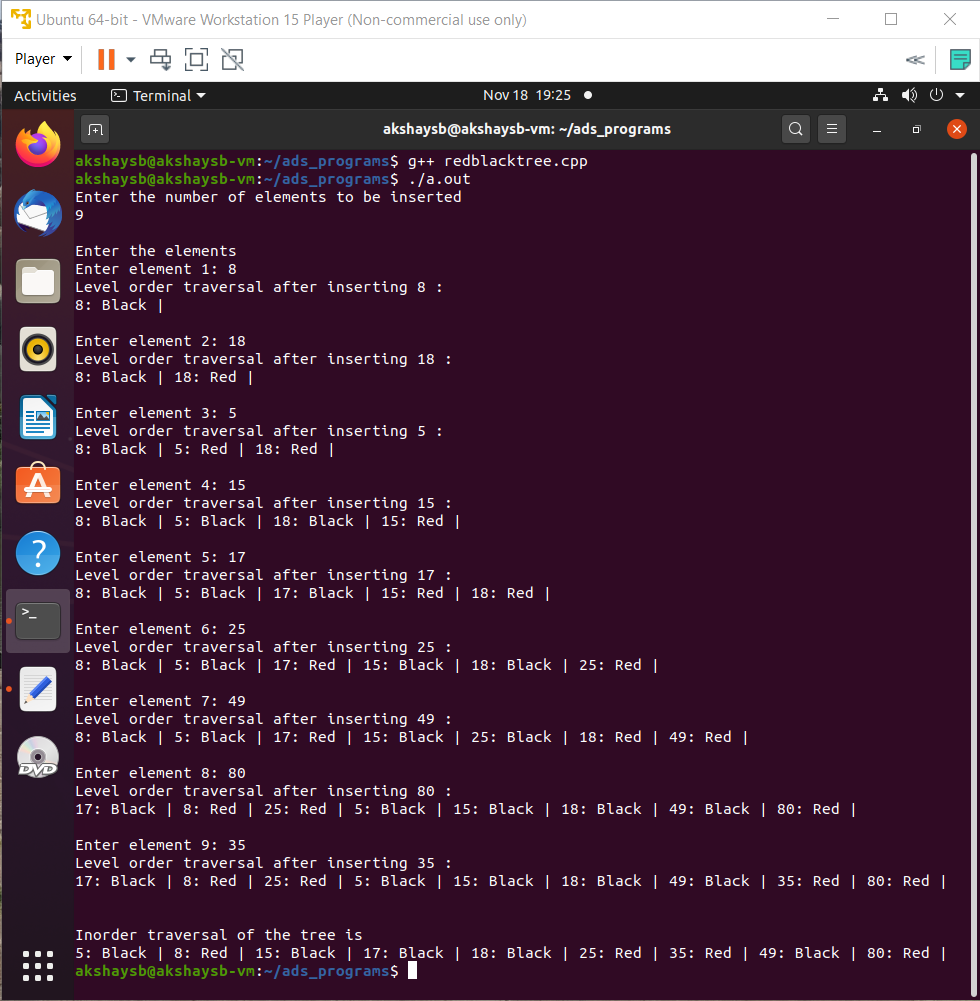 Ubuntu 64-bit - VMware Workstation 15 Player (Non-commercial use only)
Player
Activities Terminal Nov 18 19:25
akshaysb@akshaysb-vm: ~/ads_programs
akshaysb@akshaysb-vm:~/ads_programs$ g++ redblacktree.cpp
akshaysb@akshaysb-vm:~/ads_programs$ ./a.out
Enter the number of elements to be inserted
9
Enter the elements
Enter element 1: 8
Level order traversal after inserting 8 :
8: Black |
Enter element 2: 18
Level order traversal after inserting 18 :
8: Black | 18: Red |
Enter element 3: 5
Level order traversal after inserting 5 :
8: Black | 5: Red | 18: Red |
Enter element 4: 15
Level order traversal after inserting 15 :
8: Black | 5: Black | 18: Black | 15: Red |
Enter element 5: 17
Level order traversal after inserting 17 :
8: Black | 5: Black | 17: Black | 15: Red | 18: Red |
Enter element 6: 25
Level order traversal after inserting 25 :
8: Black | 5: Black | 17: Red | 15: Black | 18: Black | 25: Red |
Enter element 7: 49
Level order traversal after inserting 49 :
8: Black | 5: Black | 17: Red | 15: Black | 25: Black | 18: Red | 49: Red |
Enter element 8: 80
Level order traversal after inserting 80 :
17: Black | 8: Red | 25: Red | 5: Black | 15: Black | 18: Black | 49: Black | 80: Red |
Enter element 9: 35
Level order traversal after inserting 35 :
17: Black | 8: Red | 25: Red | 5: Black | 15: Black | 18: Black | 49: Black | 35: Red | 80: Red |
Inorder traversal of the tree is
5: Black | 8: Red | 15: Black | 17: Black | 18: Black | 25: Red | 35: Red | 49: Black | 80: Red |
akshaysb@akshaysb-vm:~/ads_programs$
DVD